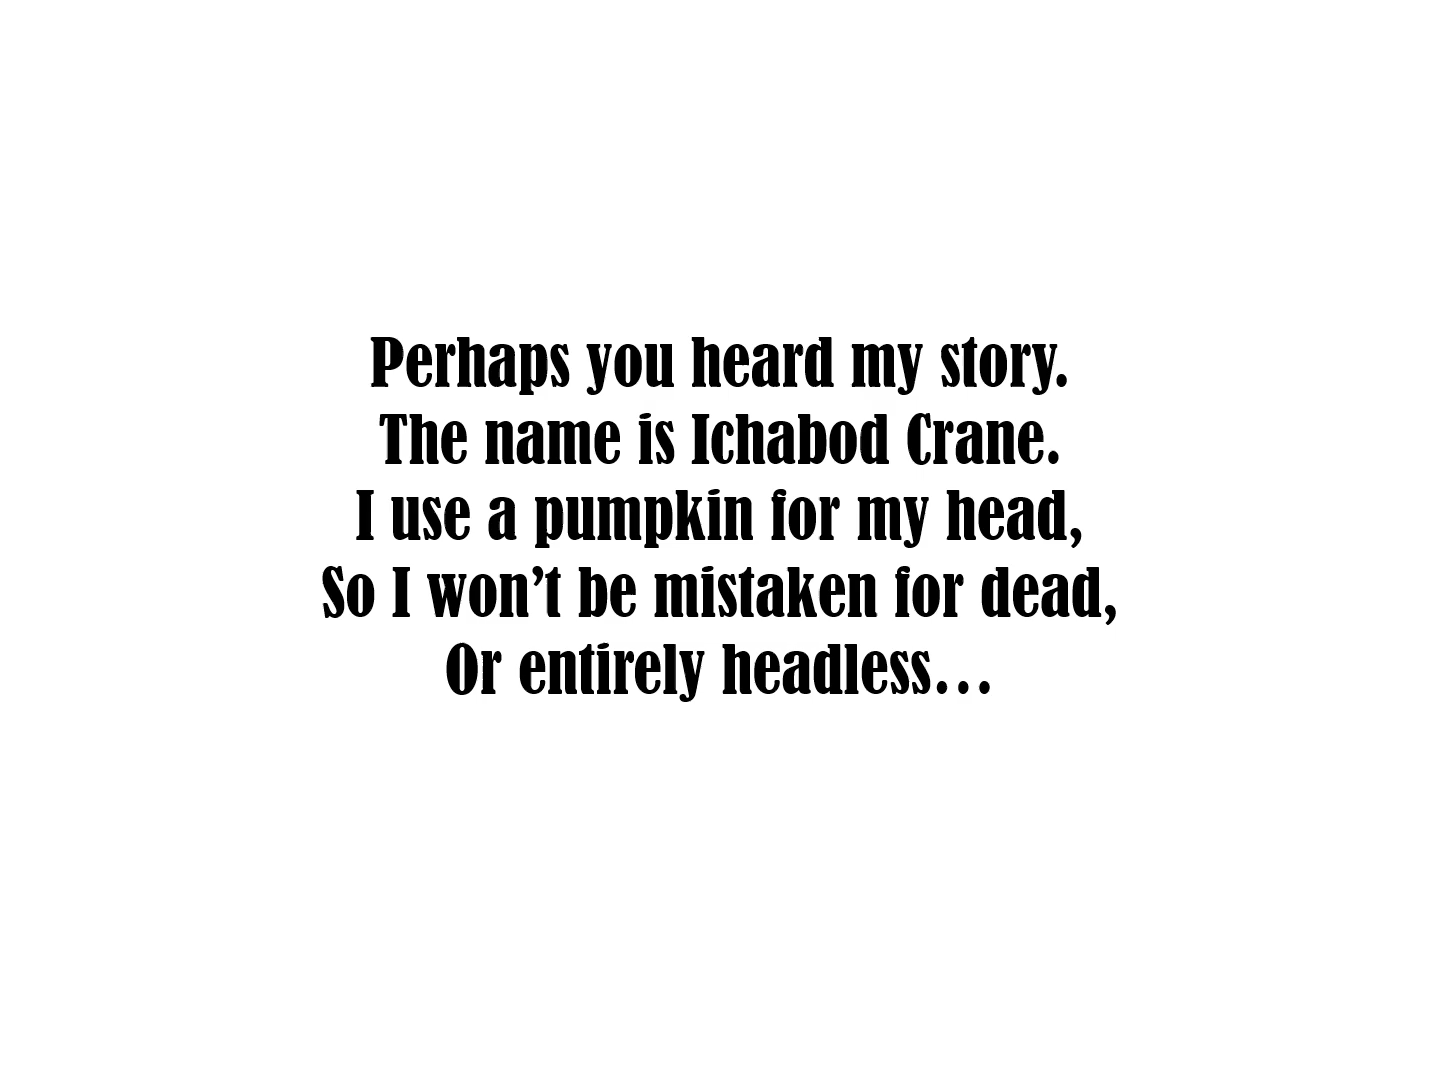 Perhaps you heard my story.
The name is Ichabod Crane.
I use a pumpkin for my head,
So I won’t be mistaken for dead,
Or entirely headless…